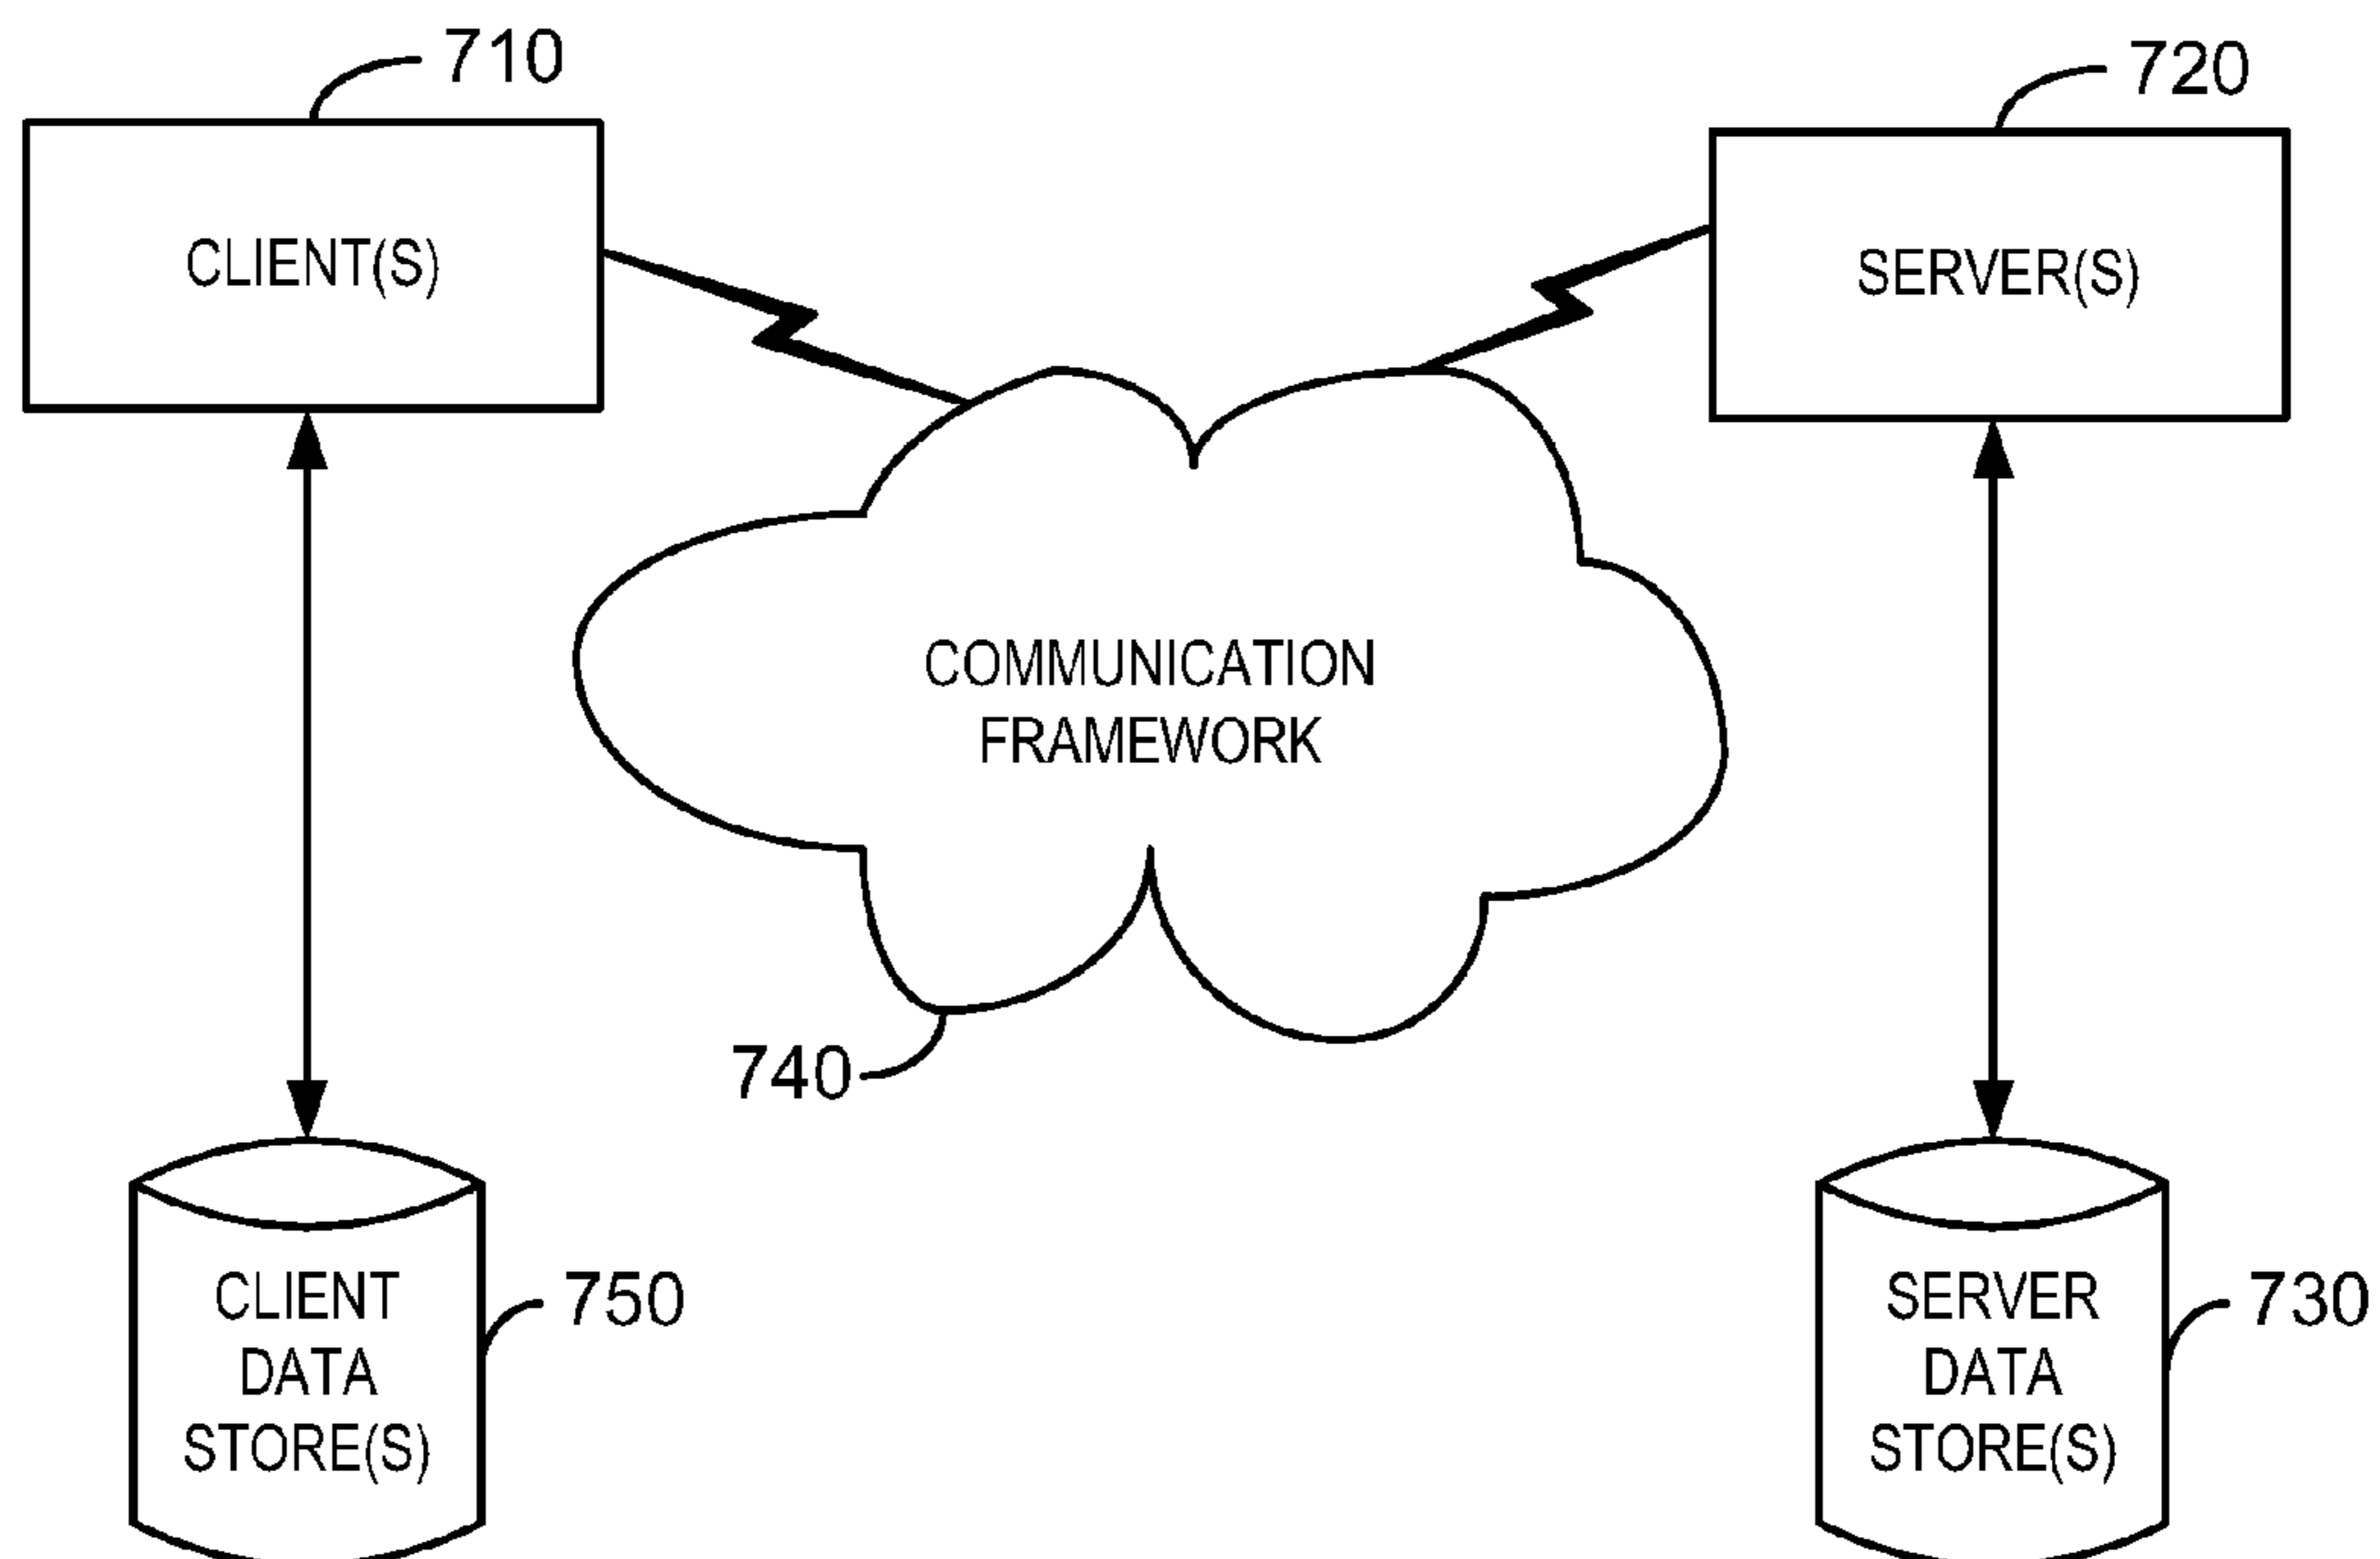 710
720
CLIENT(S)
SERVER(S)
COMMUNICATION
FRAMEWORK
740
CLIENT
DATA
STORE(S)
750
SERVER
DATA
STORE(S)
730